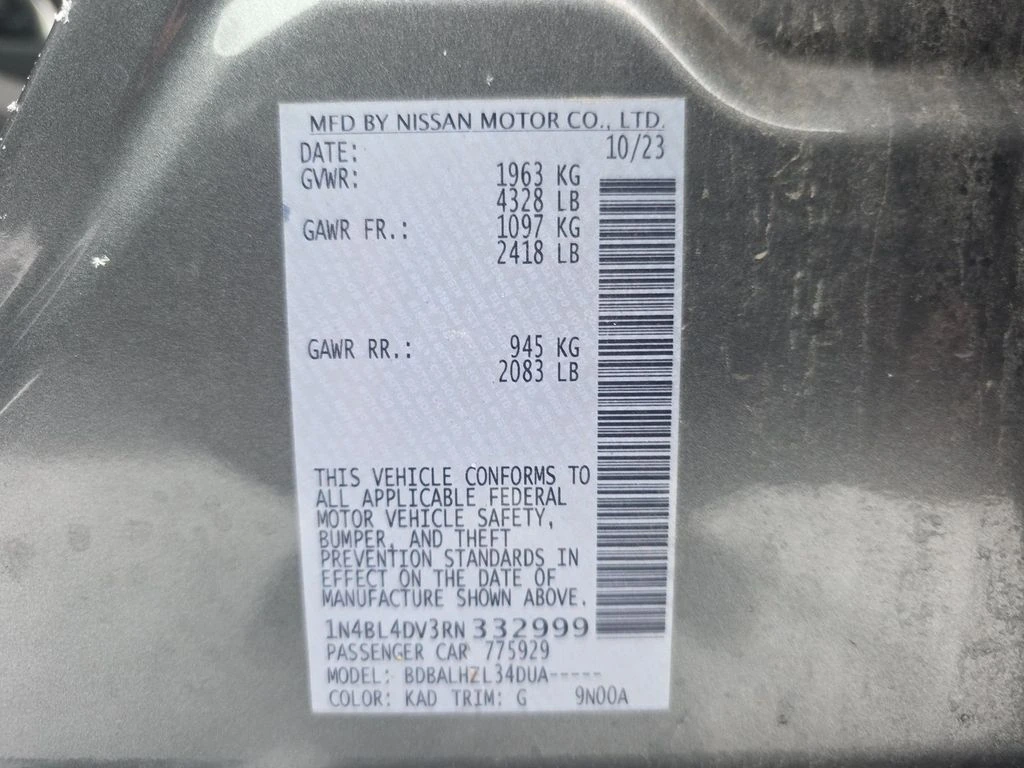 MFD BY NISSAN MOTOR CO., LTD.
DATE: 10/23
GVWR: 1963 KG
4328 LB
GAWR FR.: 1097 KG
2418 LB
GAWR RR.: 945 KG
2083 LB
THIS VEHICLE CONFORMS TO
ALL APPLICABLE FEDERAL
MOTOR VEHICLE SAFETY,
BUMPER, AND THEFT
PREVENTION STANDARDS IN
EFFECT ON THE DATE OF
MANUFACTURE SHOWN ABOVE.
1N4BL4DV3RN332999
PASSENGER CAR 775929
MODEL: BDBALHZL34DUA-----
COLOR: KAD TRIM: G 9N00A